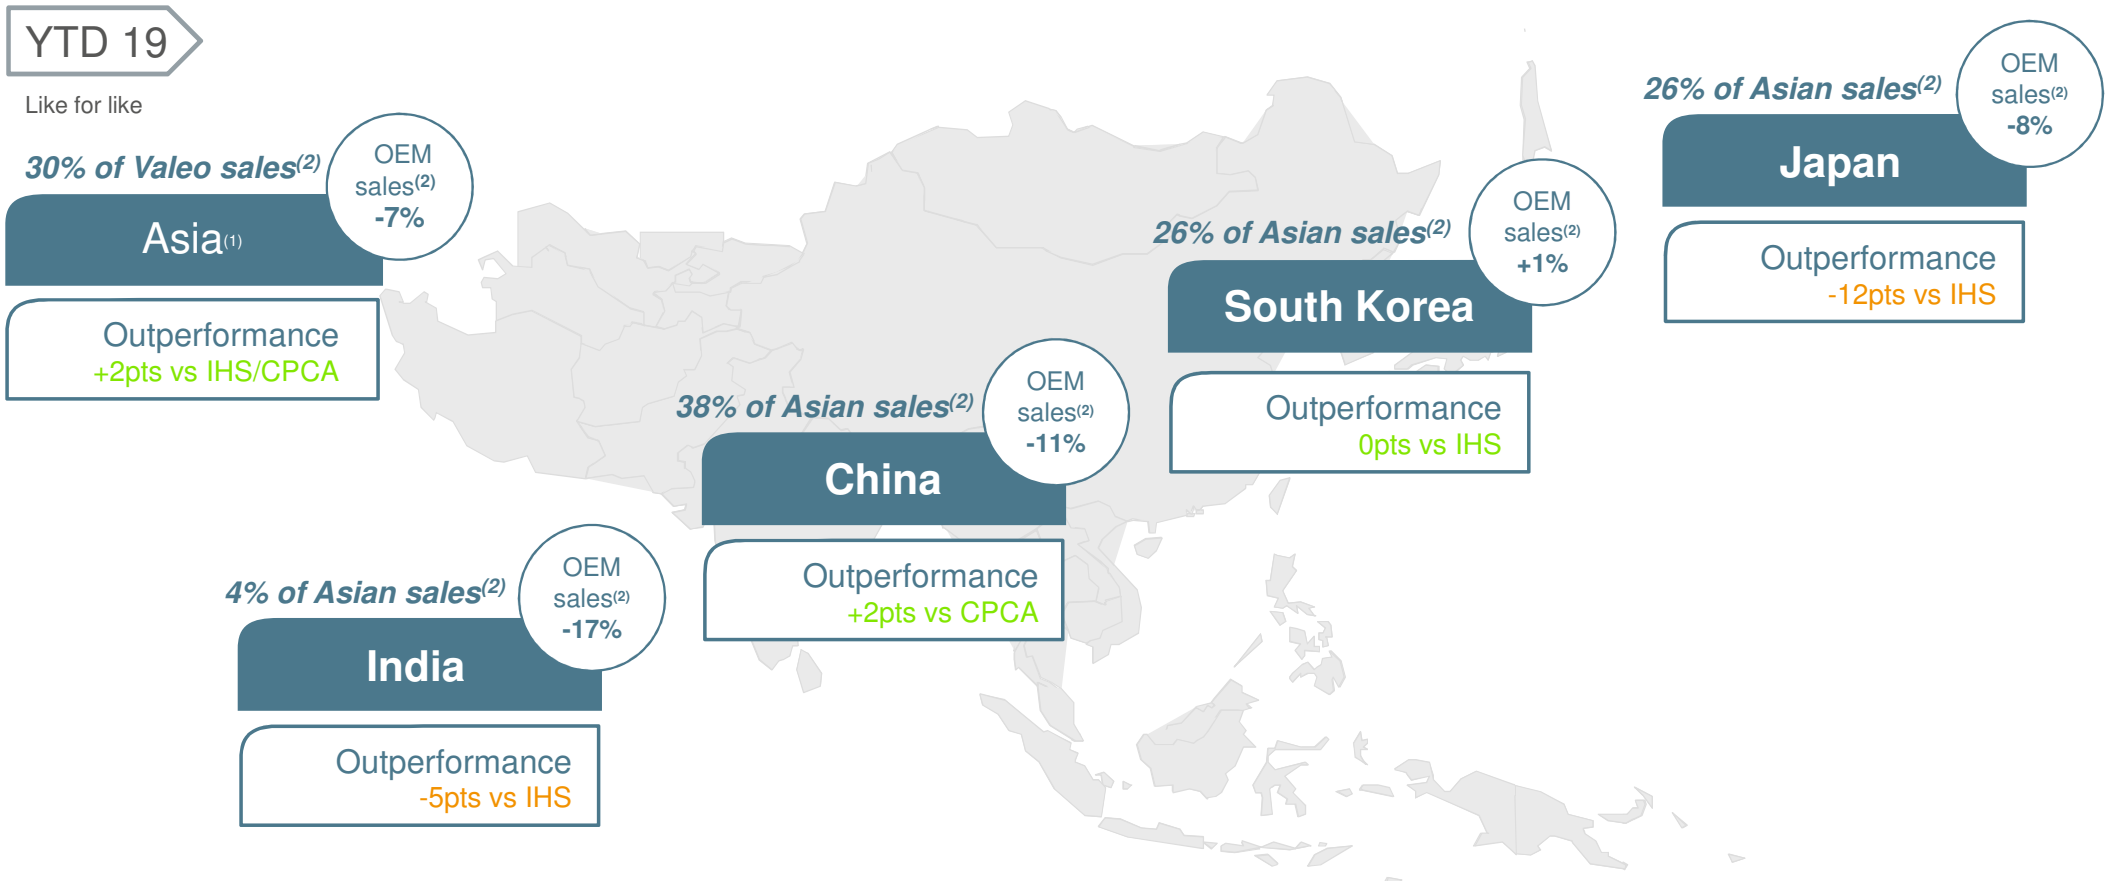 YTD 19
Like for like
30% of Valeo sales(2)
OEM
sales(2)
-7%
Asia(1)
Outperformance
+2pts vs IHS/CPCA
4% of Asian sales(2)
OEM
sales(2)
-17%
India
Outperformance
-5pts vs IHS
38% of Asian sales(2)
OEM
sales(2)
-11%
China
Outperformance
+2pts vs CPCA
26% of Asian sales(2)
OEM
sales(2)
+1%
South Korea
Outperformance
0pts vs IHS
26% of Asian sales(2)
OEM
sales(2)
-8%
Japan
Outperformance
-12pts vs IHS